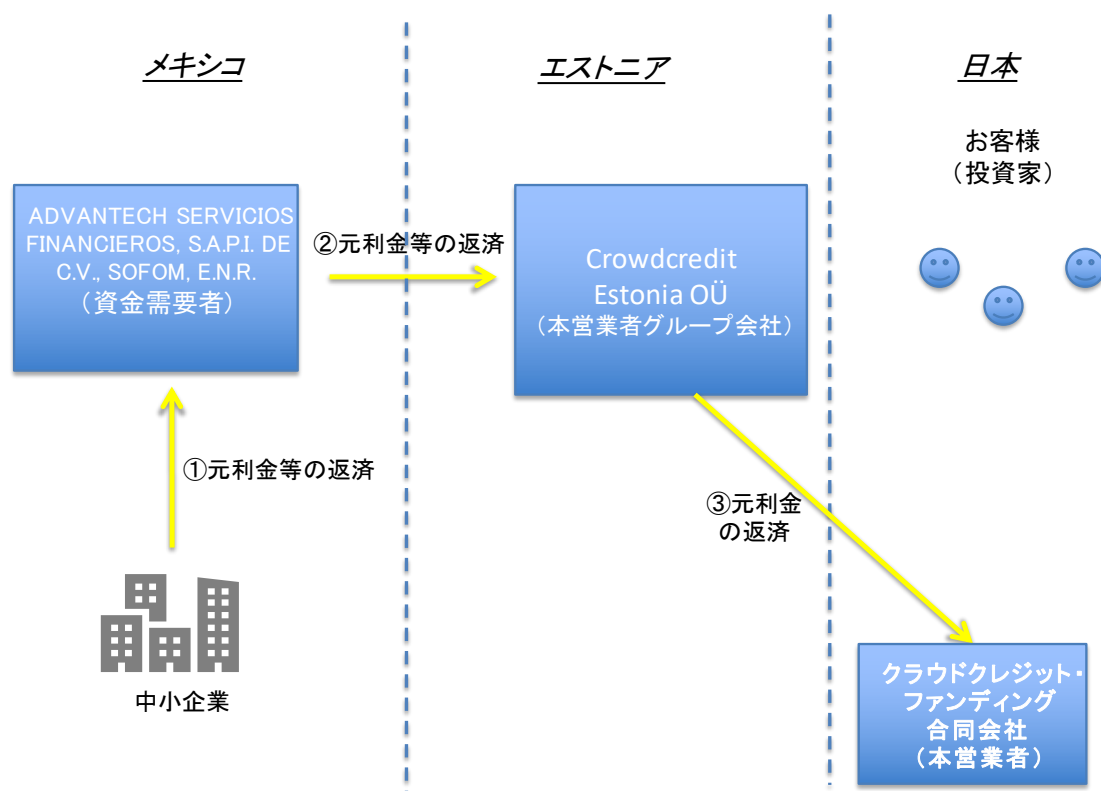 メキシコ
エストニア
日本
お客様
（投資家）
ADVANTECH SERVICIOS
FINANCIEROS, S.A.P.I. DE
C.V., SOFOM, E.N.R.
（資金需要者）
②元利金等の返済
Crowdcredit
Estonia OÜ
（本営業者グループ会社）
①元利金等の返済
③元利金
の返済
中小企業
クラウドクレジット・
ファンディング
合同会社
（本営業者）